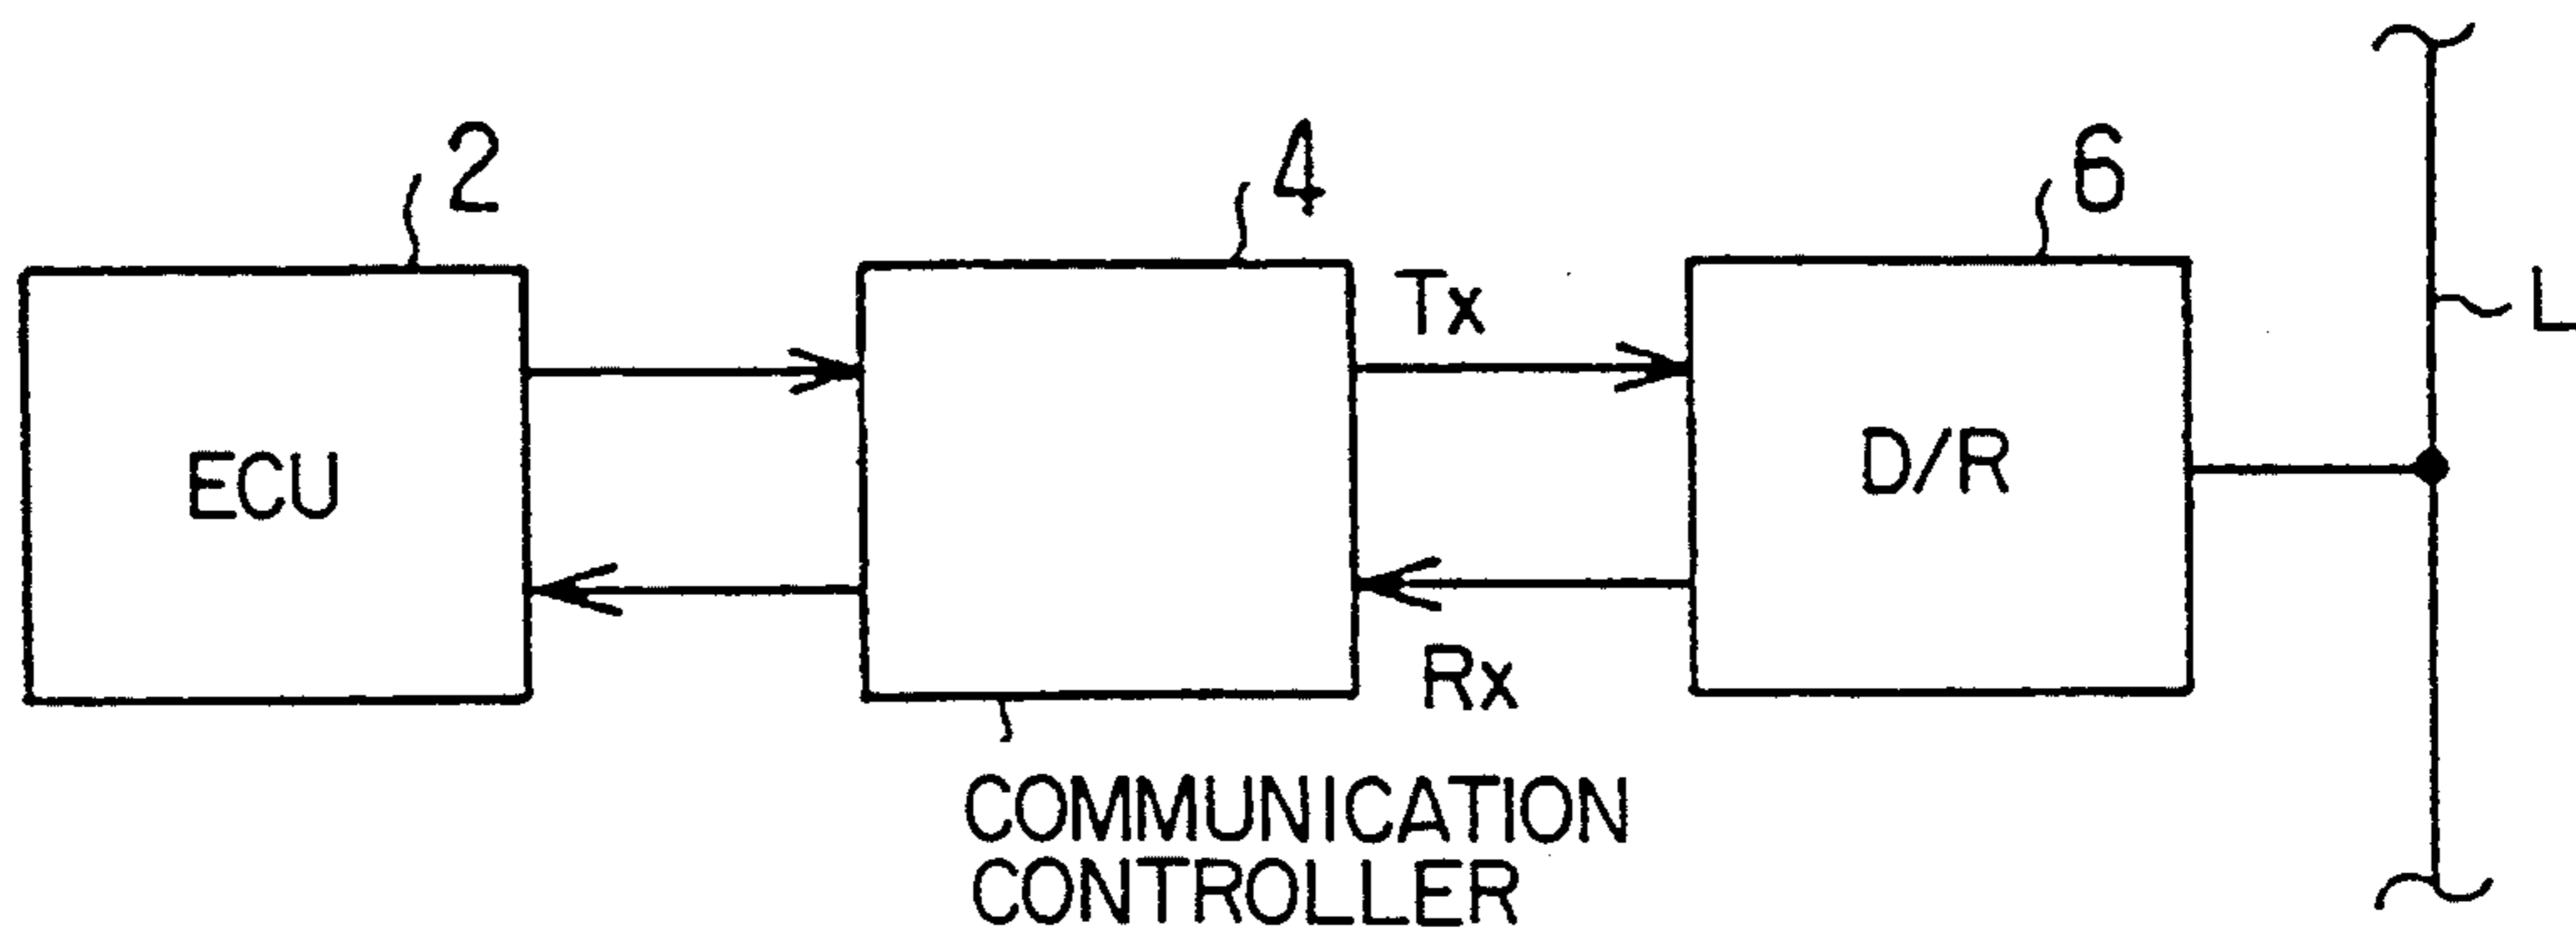 2
4
6
Tx
L
ECU
D/R
Rx
COMMUNICATION
CONTROLLER